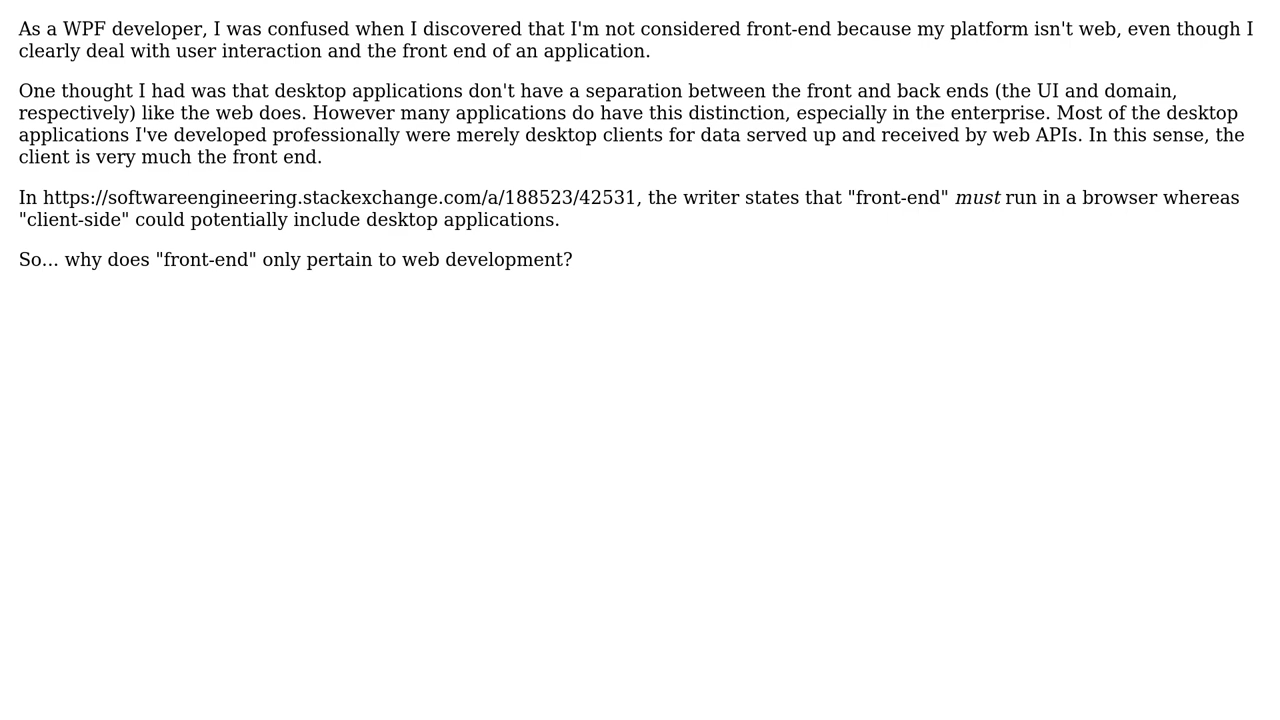 As a WPF developer, I was confused when I discovered that I'm not considered front-end because my platform isn't web, even though I
clearly deal with user interaction and the front end of an application.
One thought I had was that desktop applications don't have a separation between the front and back ends (the UI and domain,
respectively) like the web does. However many applications do have this distinction, especially in the enterprise. Most of the desktop
applications I've developed professionally were merely desktop clients for data served up and received by web APIs. In this sense, the
client is very much the front end.
In https://softwareengineering.stackexchange.com/a/188523/42531, the writer states that "front-end" must run in a browser whereas
"client-side" could potentially include desktop applications.
So... why does "front-end" only pertain to web development?